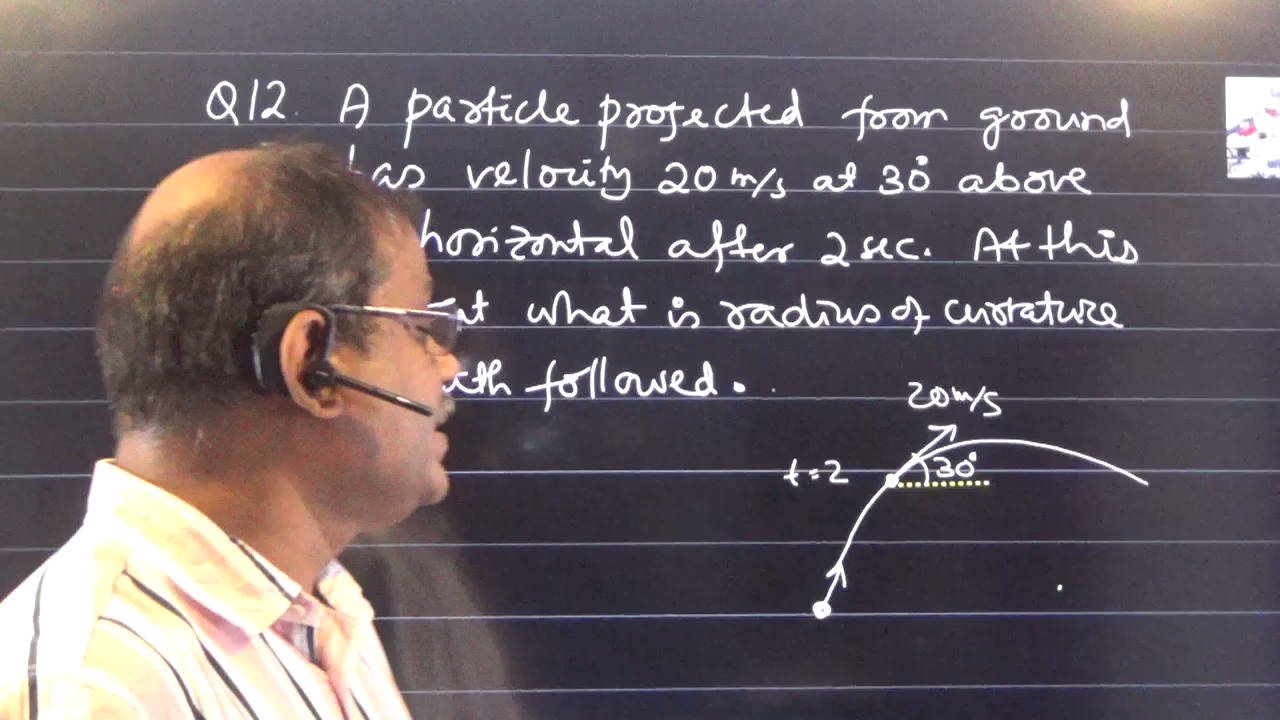 Q12. A particle projected from ground
has velocity 20 m/s at 30° above
horizontal after 2 sec. At this
what is radius of curvature
followed.
20 m/s
t = 2
30°